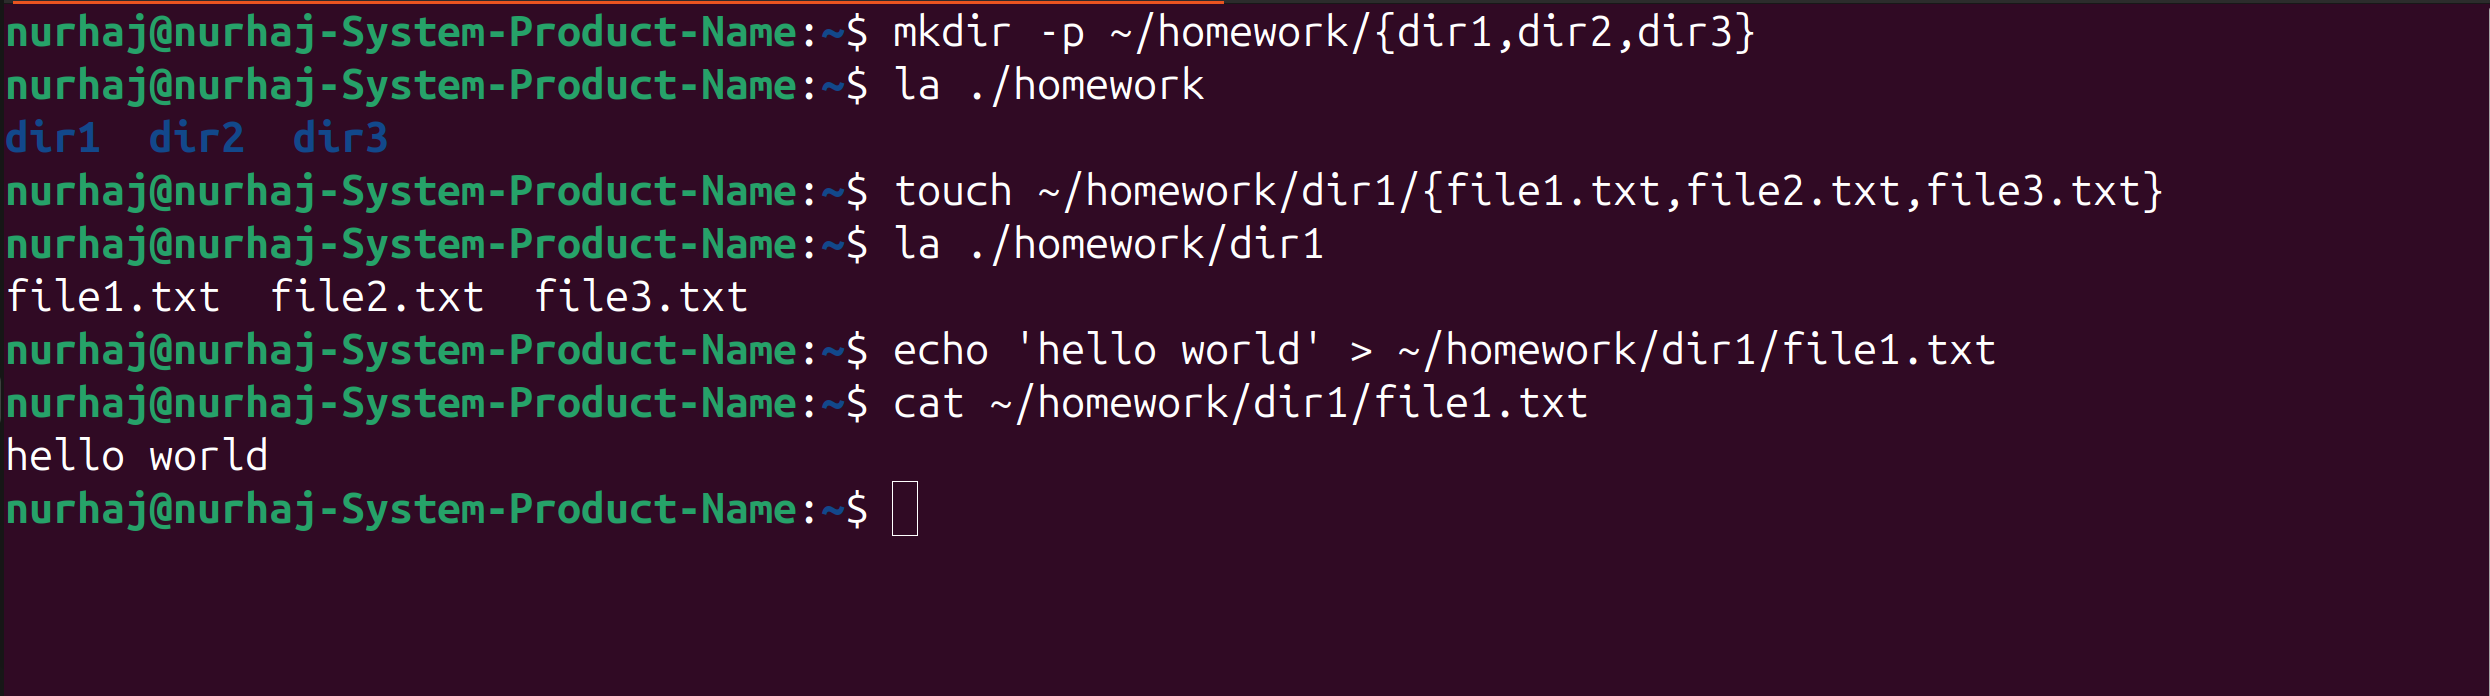 nurhaj@nurhaj-System-Product-Name:~$ mkdir -p ~/homework/{dir1,dir2,dir3}
nurhaj@nurhaj-System-Product-Name:~$ la ./homework
dir1  dir2  dir3
nurhaj@nurhaj-System-Product-Name:~$ touch ~/homework/dir1/{file1.txt,file2.txt,file3.txt}
nurhaj@nurhaj-System-Product-Name:~$ la ./homework/dir1
file1.txt  file2.txt  file3.txt
nurhaj@nurhaj-System-Product-Name:~$ echo 'hello world' > ~/homework/dir1/file1.txt
nurhaj@nurhaj-System-Product-Name:~$ cat ~/homework/dir1/file1.txt
hello world
nurhaj@nurhaj-System-Product-Name:~$